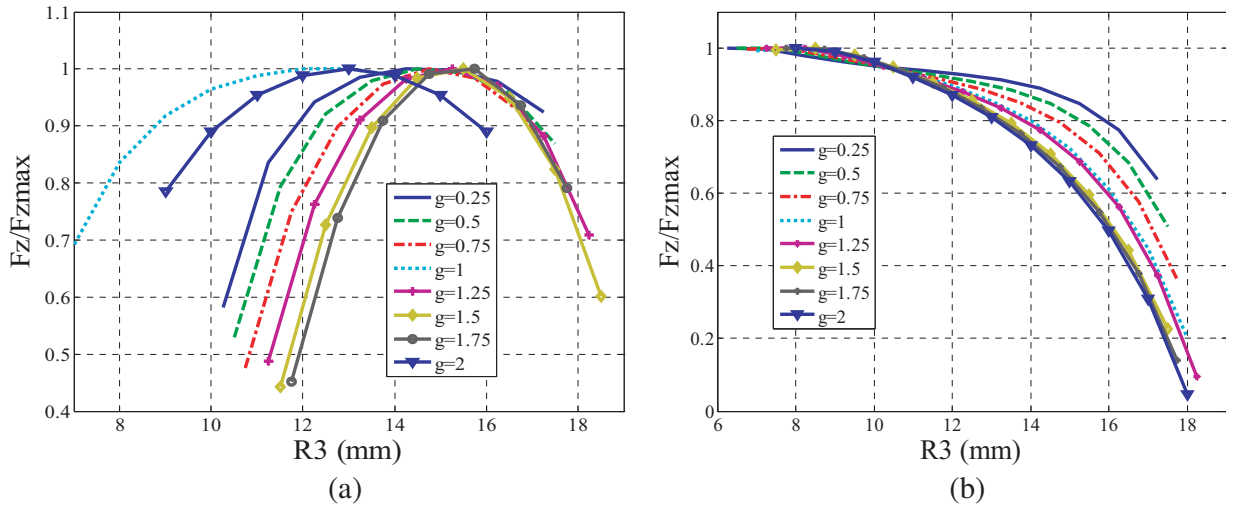 1.1
1
0.9
0.8
0.7
0.6
0.5
0.4
Fz/Fzmax
8
10
12
14
16
18
R3 (mm)
g=0.25
g=0.5
g=0.75
g=1
g=1.25
g=1.5
g=1.75
g=2
(a)
1
0.8
0.6
0.4
0.2
0
Fz/Fzmax
6
8
10
12
14
16
18
R3 (mm)
g=0.25
g=0.5
g=0.75
g=1
g=1.25
g=1.5
g=1.75
g=2
(b)